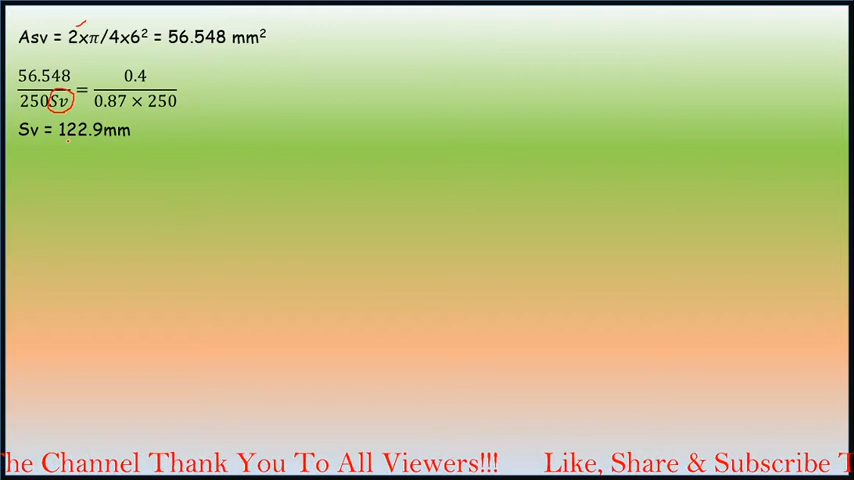 Asv = 2xπ/4x6² = 56.548 mm²
56.548/250Sv = 0.4/0.87 × 250
Sv = 122.9mm
he Channel Thank You To All Viewers!!! Like, Share & Subscribe T